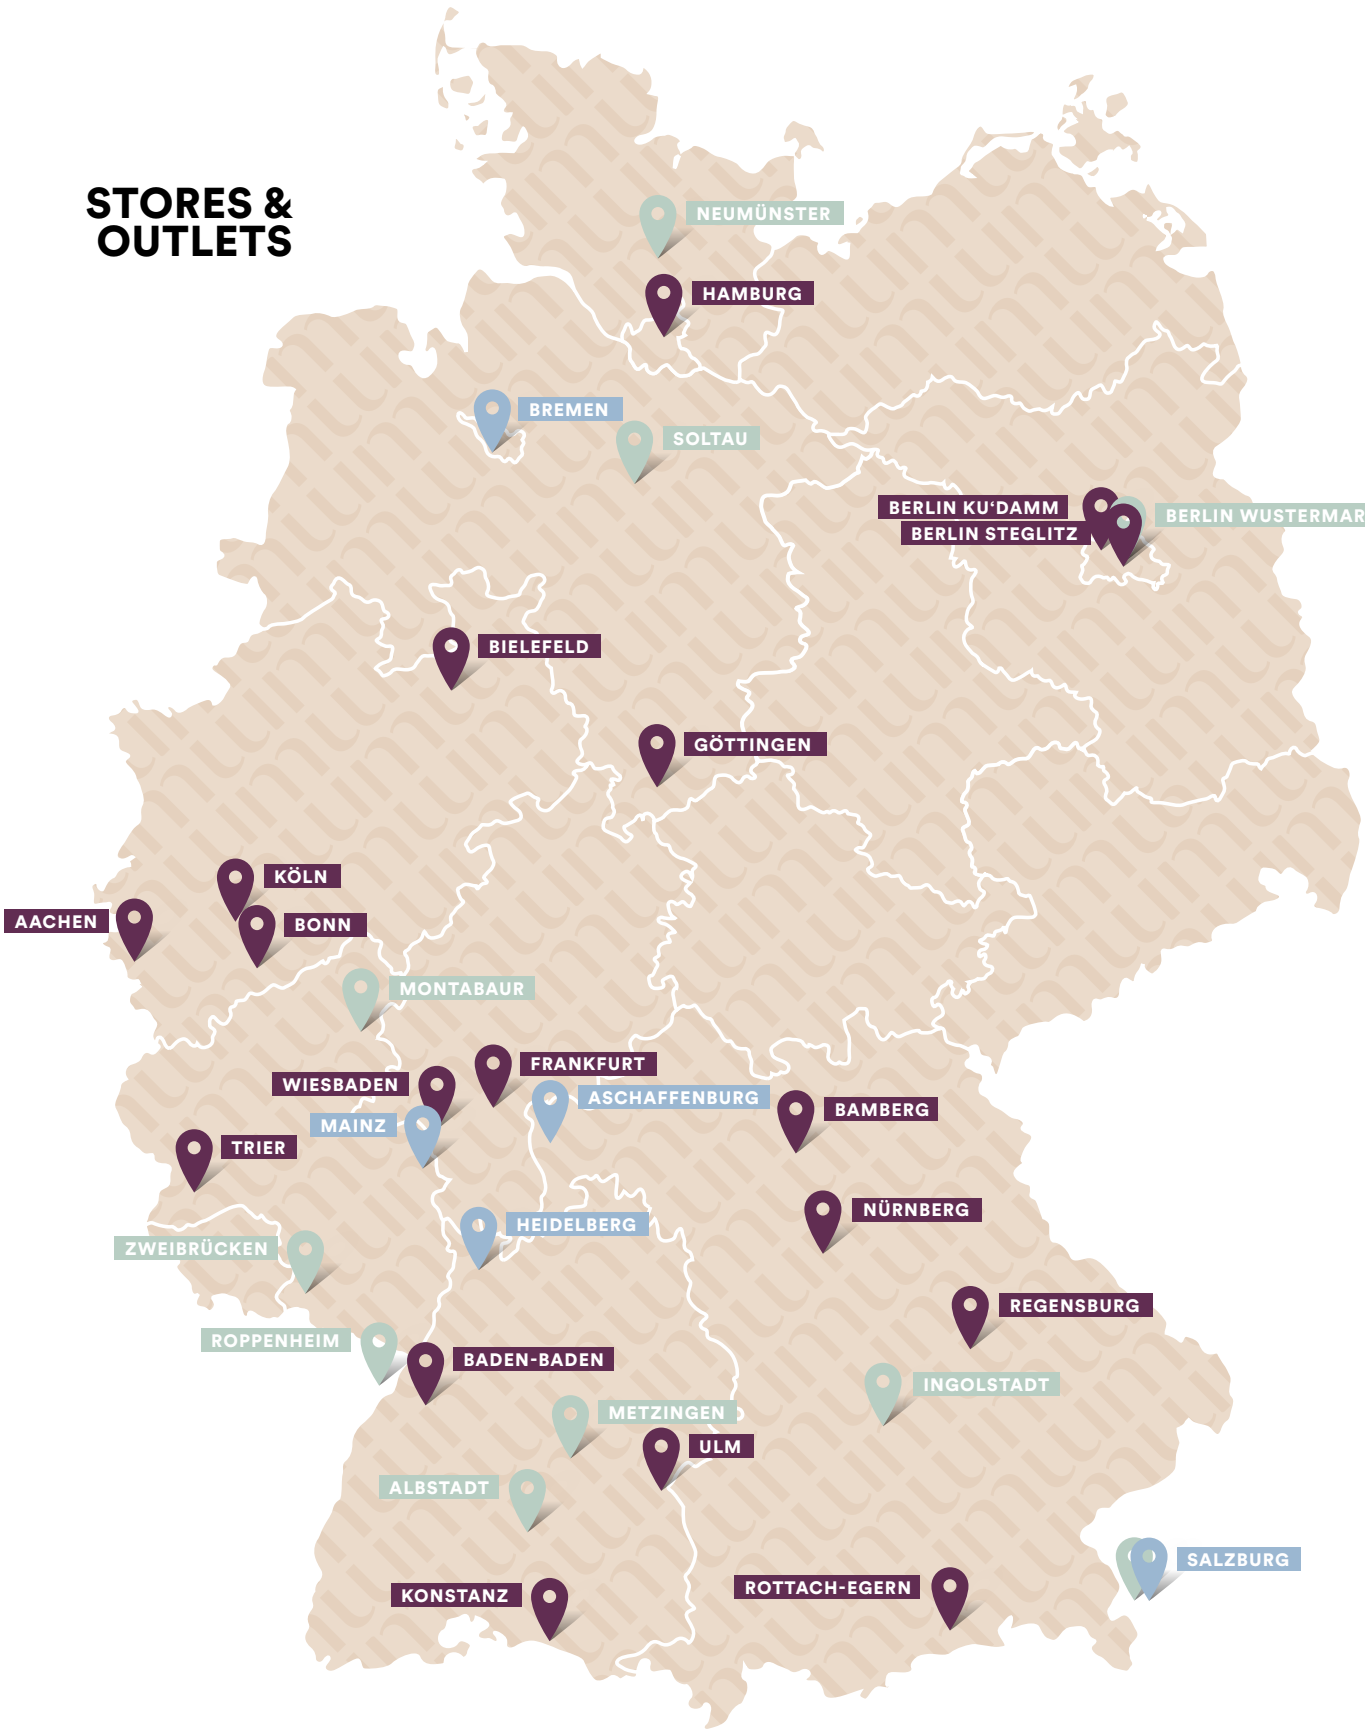 STORES &
OUTLETS
NEUMÜNSTER
HAMBURG
BREMEN
SOLTAU
BERLIN KU‘DAMM
BERLIN WUSTERMAR
BERLIN STEGLITZ
BIELEFELD
GÖTTINGEN
KÖLN
AACHEN
BONN
MONTABAUR
FRANKFURT
WIESBADEN
ASCHAFFENBURG
BAMBERG
MAINZ
TRIER
NÜRNBERG
HEIDELBERG
ZWEIBRÜCKEN
REGENSBURG
ROPPENHEIM
BADEN-BADEN
INGOLSTADT
METZINGEN
ULM
ALBSTADT
SALZBURG
ROTTACH-EGERN
KONSTANZ